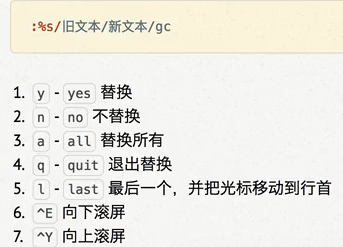 :%s/旧文本/新文本/gc
1. y - yes 替换
2. n - no 不替换
3. a - all 替换所有
4. q - quit 退出替换
5. l - last 最后一个，并把光标移动到行首
6. ^E 向下滚屏
7. ^Y 向上滚屏